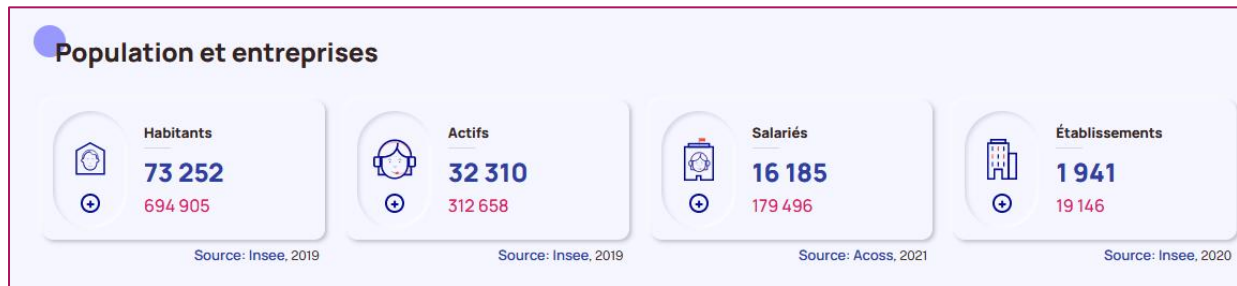 Population et entreprises
Habitants
73 252
694 905
Source: Insee, 2019
Actifs
32 310
312 658
Source: Insee, 2019
Salariés
16 185
179 496
Source: Acoss, 2021
Établissements
1 941
19 146
Source: Insee, 2020